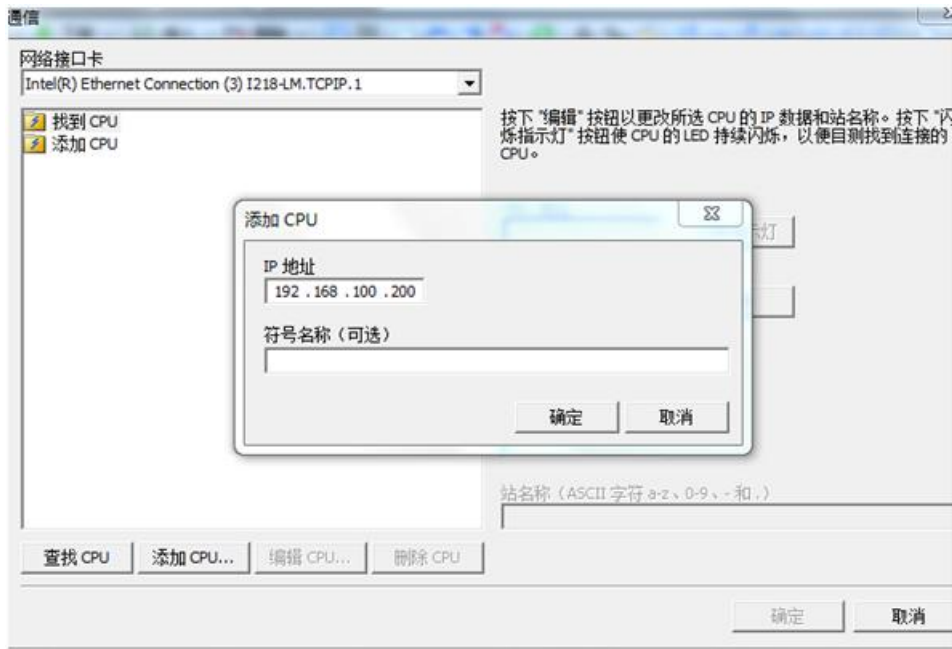 通信
网络接口卡
Intel(R) Ethernet Connection (3) I218-LM.TCPIP.1
找到 CPU
添加 CPU
按下 "编辑" 按钮以更改所选 CPU 的 IP 数据和站名称。按下 "闪
烁指示灯" 按钮使 CPU 的 LED 持续闪烁，以便目测找到连接的
CPU。
添加 CPU
示灯
IP 地址
192 .168 .100 .200
符号名称（可选）
确定
取消
站名称（ASCII 字符 a-z、0-9、- 和 .）
查找 CPU
添加 CPU...
编辑 CPU...
删除 CPU
确定
取消